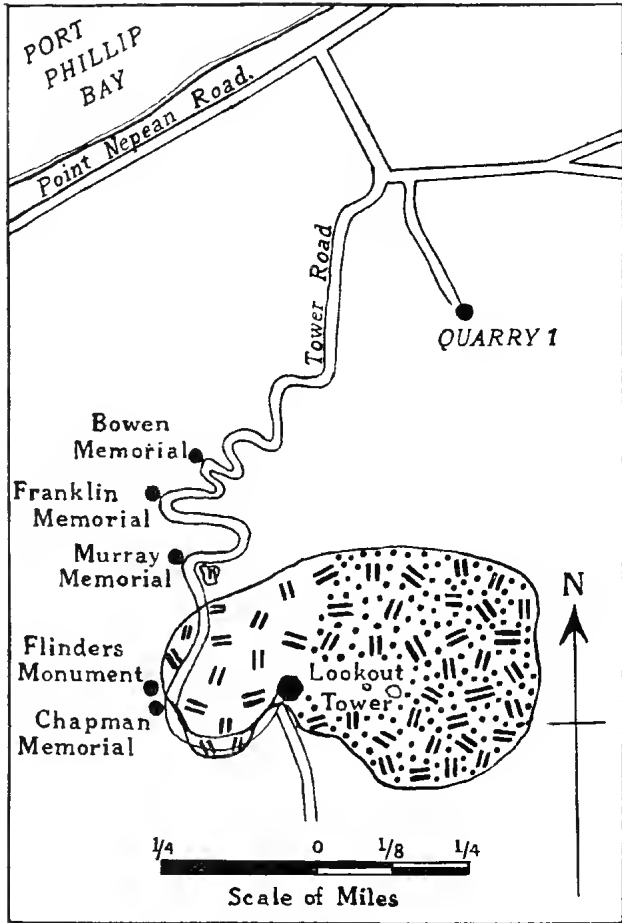 PORT
PHILLIP
BAY
Point Nepean Road.
Tower Road
QUARRY 1
Bowen
Memorial
Franklin
Memorial
Murray
Memorial
N
Flinders
Monument
Lookout
Tower
Chapman
Memorial
1/4 0 1/8 1/4
Scale of Miles